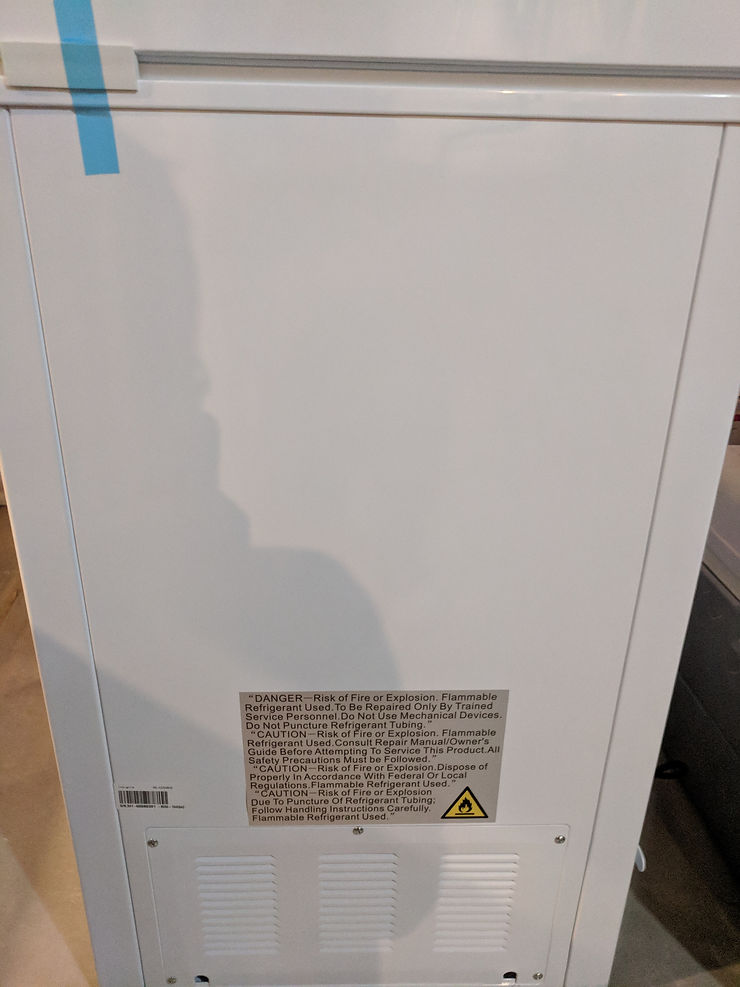 “DANGER—Risk of Fire or Explosion. Flammable
Refrigerant Used.To Be Repaired Only By Trained
Service Personnel.Do Not Use Mechanical Devices.
Do Not Puncture Refrigerant Tubing.”
“CAUTION—Risk of Fire or Explosion. Flammable
Refrigerant Used.Consult Repair Manual/Owner's
Guide Before Attempting To Service This Product.All
Safety Precautions Must be Followed.”
“CAUTION—Risk of Fire or Explosion.Dispose of
Properly In Accordance With Federal Or Local
Regulations.Flammable Refrigerant Used.”
“CAUTION—Risk of Fire or Explosion
Due To Puncture Of Refrigerant Tubing;
Follow Handling Instructions Carefully.
Flammable Refrigerant Used.”